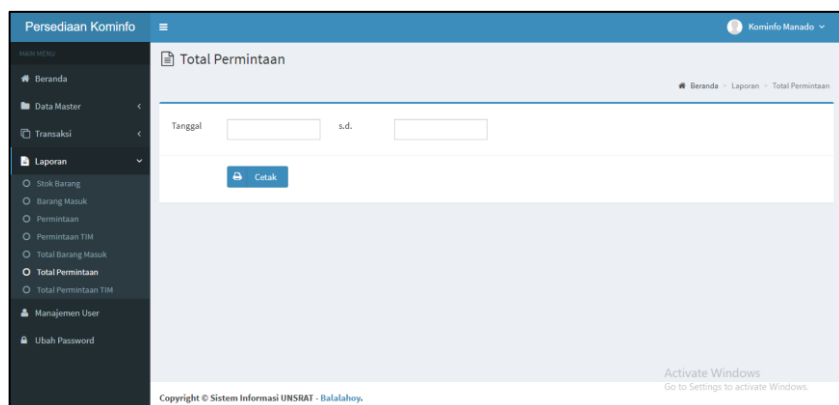 Persediaan Kominfo
Kominfo Manado
MAIN MENU
Total Permintaan
Beranda
Beranda > Laporan > Total Permintaan
Data Master
Transaksi
Tanggal s.d.
Laporan
Cetak
Stok Barang
Barang Masuk
Permintaan
Permintaan TIM
Total Barang Masuk
Total Permintaan
Total Permintaan TIM
Manajemen User
Ubah Password
Activate Windows
Go to Settings to activate Windows.
Copyright © Sistem Informasi UNSRAT - Balalahoy.